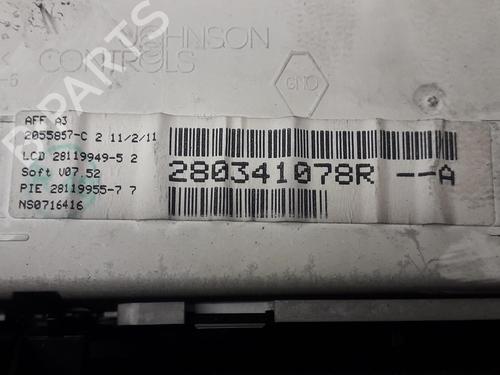 JOHNSON
CONTROLS
GNO
AFF A3
2055857-C 2 11/2/11
LCD 28119949-5 2
Soft V07.52
PIE 28119955-7 7
NS0716416
280341078R --A
B-Parts